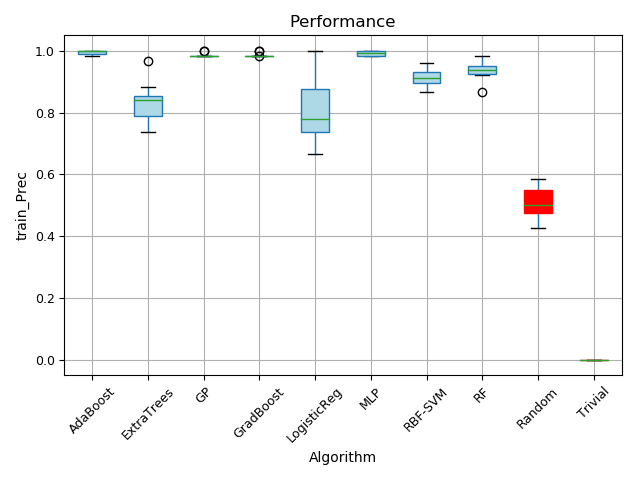 Performance
train_Prec
1.0
0.8
0.6
0.4
0.2
0.0
AdaBoost
ExtraTrees
GP
GradBoost
LogisticReg
MLP
RBF-SVM
RF
Random
Trivial
Algorithm